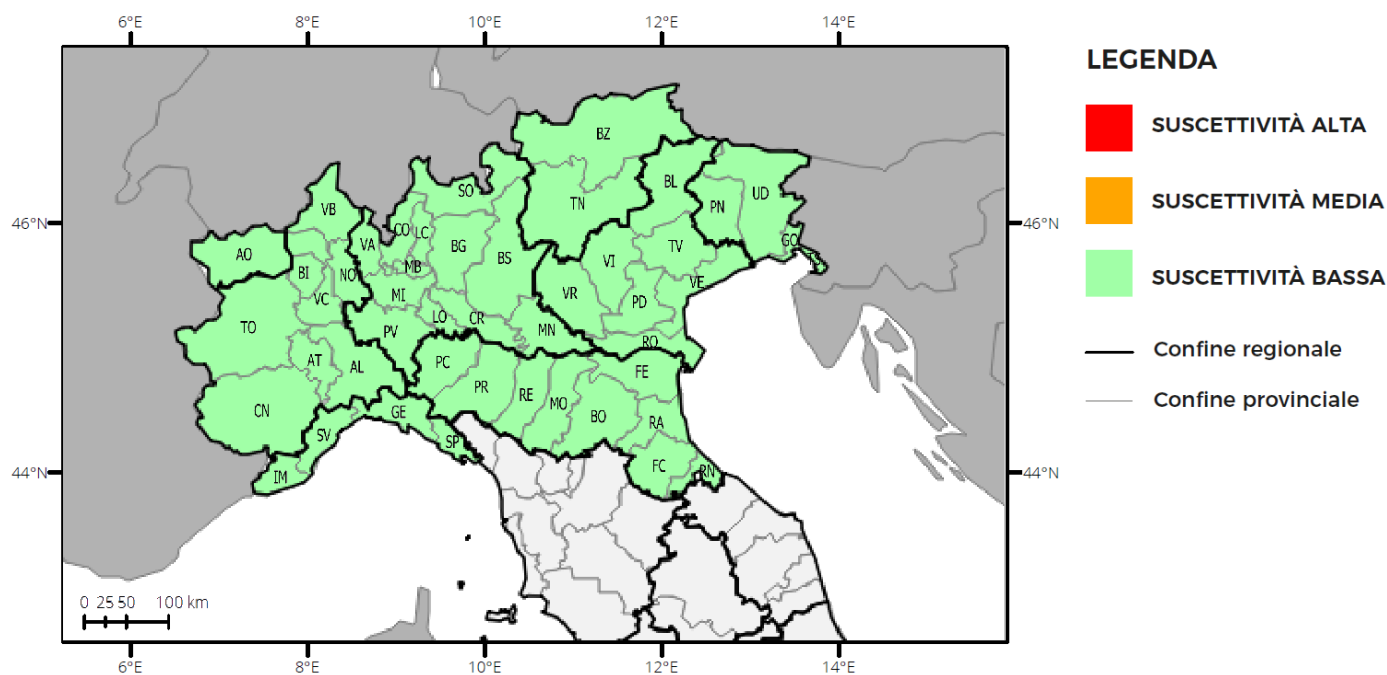 6°E 8°E 10°E 12°E 14°E
LEGENDA
SUSCETTIVITÀ ALTA
SUSCETTIVITÀ MEDIA
SUSCETTIVITÀ BASSA
Confine regionale
Confine provinciale
46°N 46°N
44°N 44°N
BZ
SO BL UD
VB TN PN
CO LC
VA BG TV GO
AO BS VI
BI NO MB VE
VC MI VR PD
TO LO CR
PV MN RO
AT AL PC FE
PR RE MO
CN GE BO RA
SV SP
IM FC RN
0 25 50 100 km
6°E 8°E 10°E 12°E 14°E